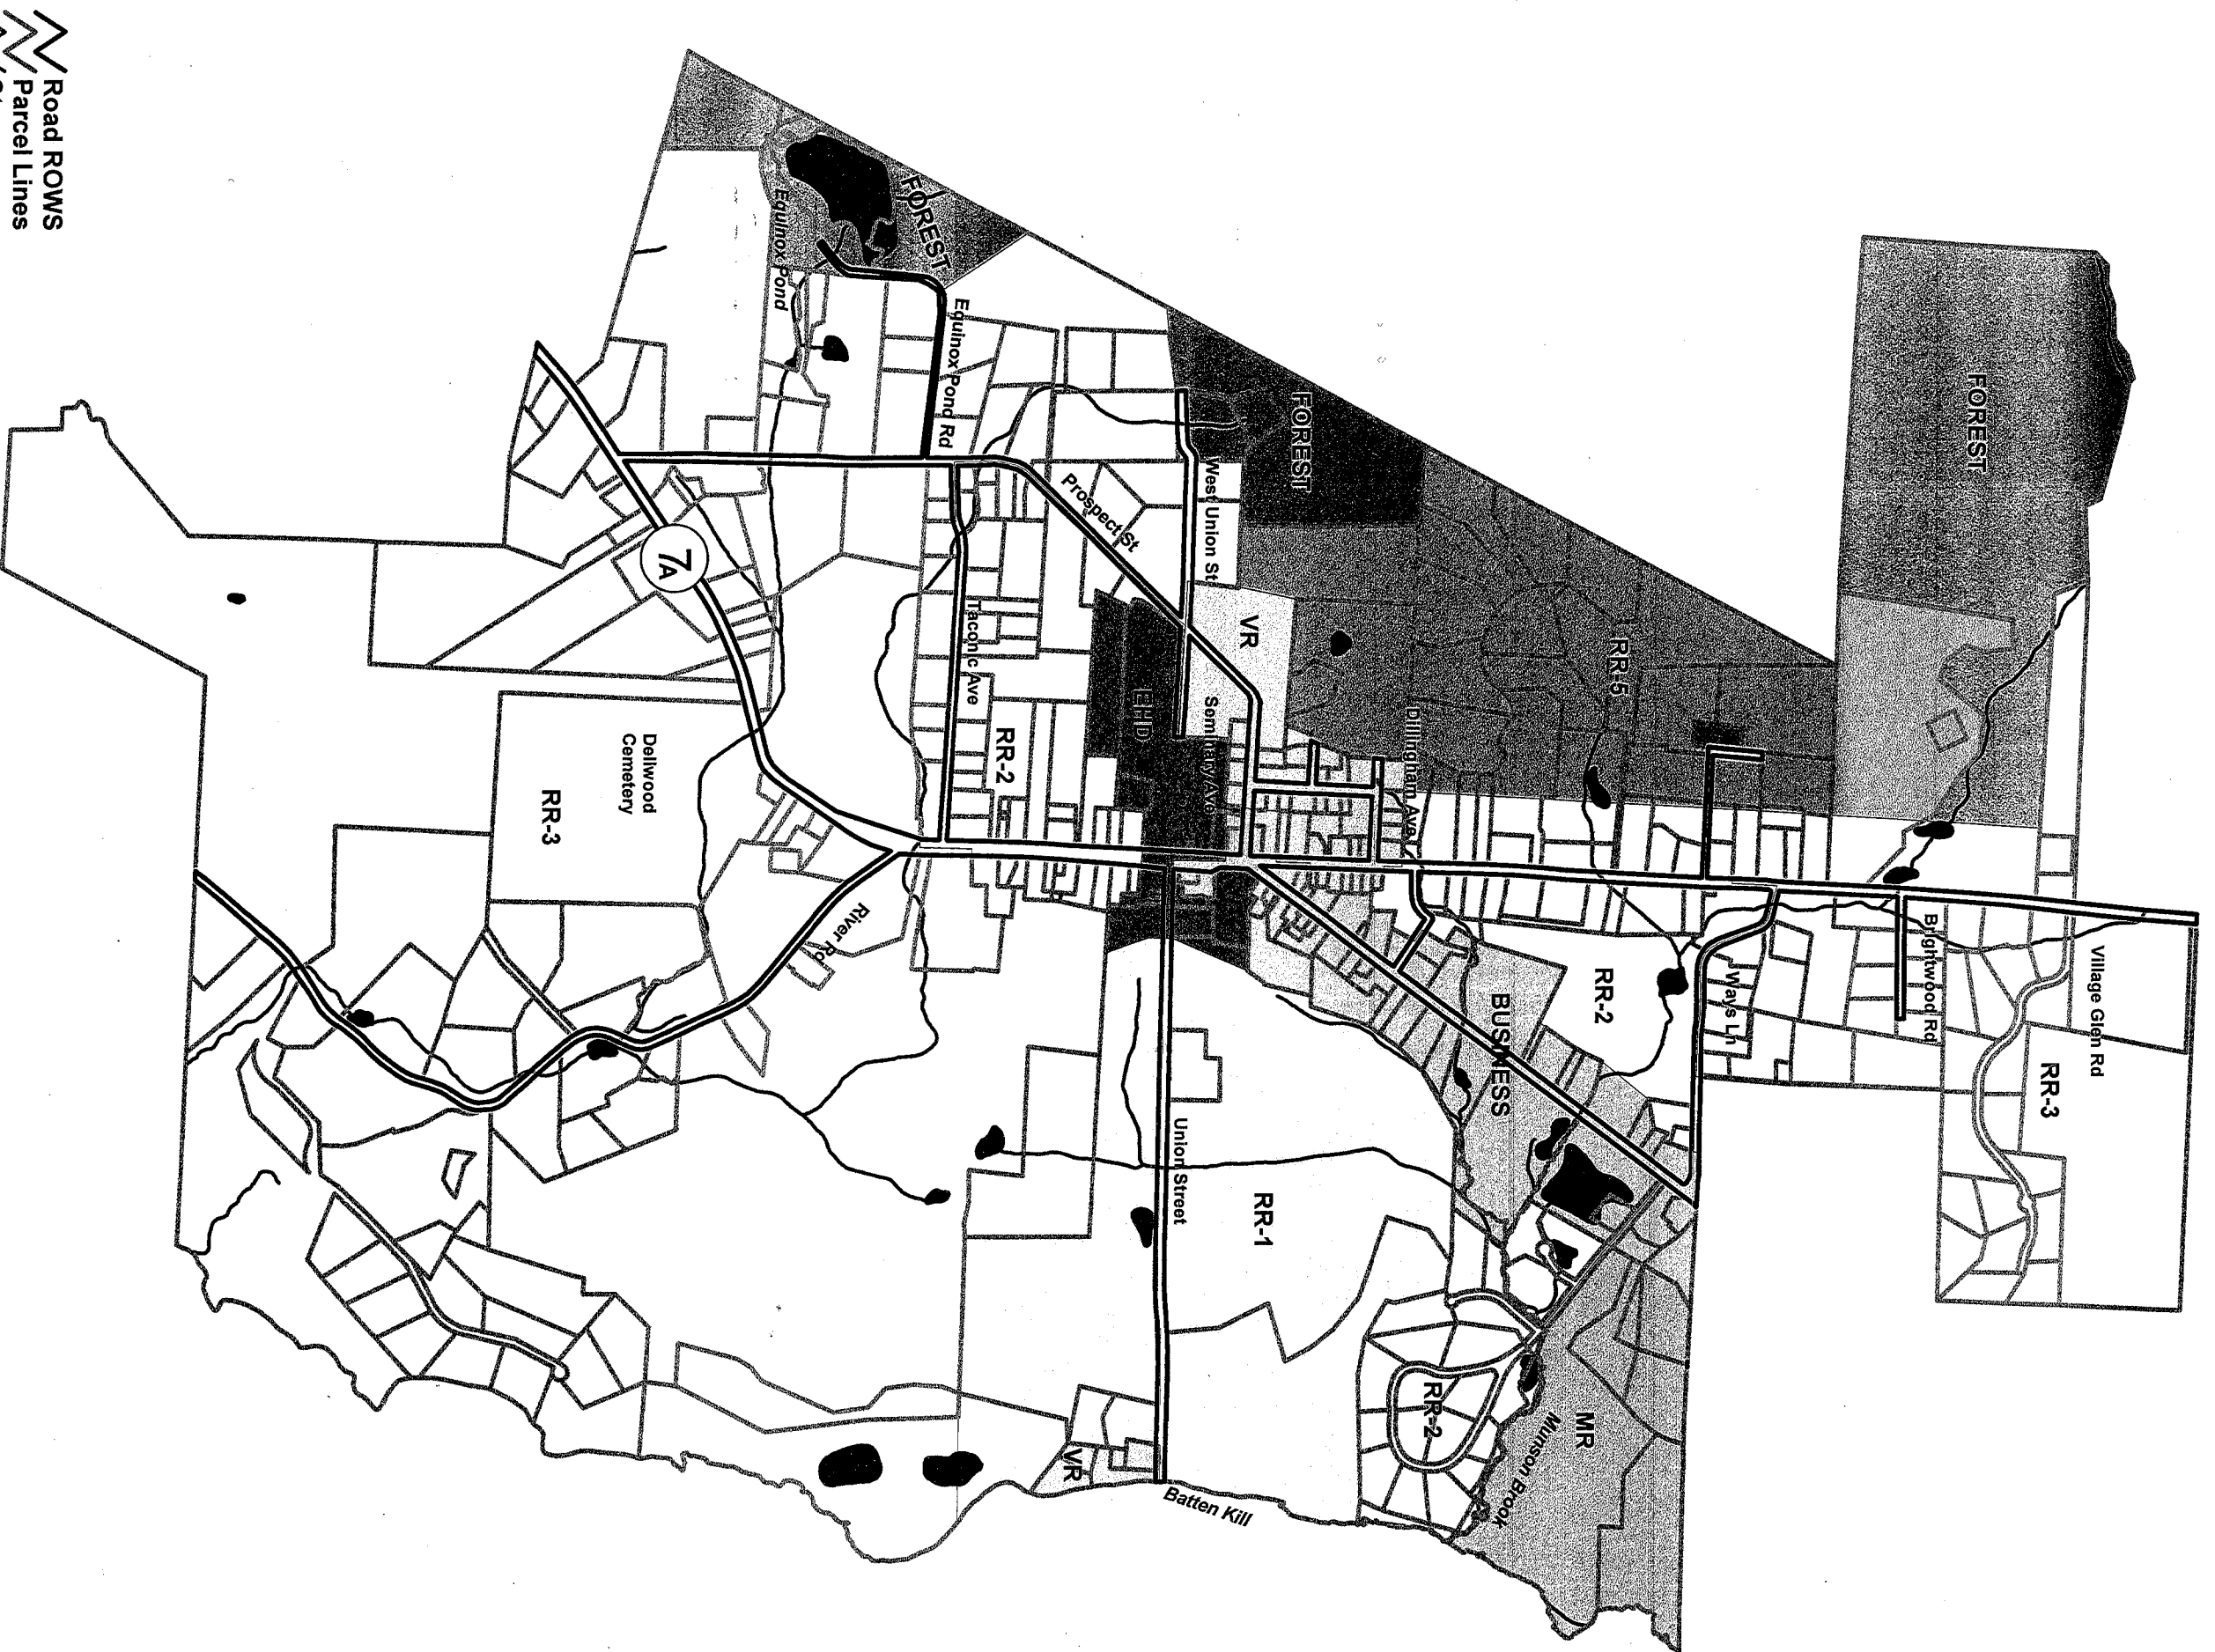 Road ROWS
Parcel Lines
FOREST
Equinox Pond
Equinox Pond Rd
FOREST
FOREST
West Union St
Prospect St
7A
Taconic Ave
VR
EHD
Seminary Ave
Dillingham Ave
RR-5
RR-2
Dellwood
Cemetery
RR-3
River Rd
Village Glen Rd
Brightwood Rd
Ways Ln
RR-2
BUSINESS
RR-3
Union Street
RR-1
RR-2
MR
Munson Brook
VR
Batten Kill